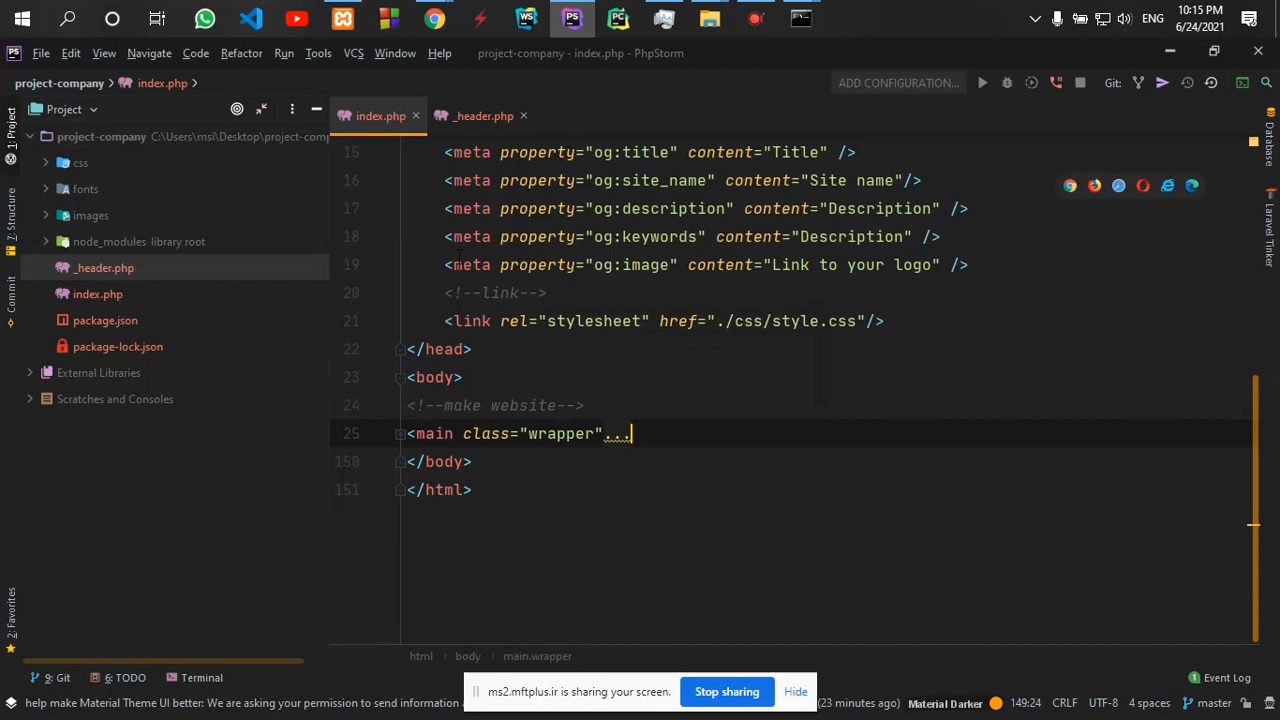 ENG
10:15 PM
6/24/2021
File Edit View Navigate Code Refactor Run Tools VCS Window Help
project-company - index.php - PhpStorm
project-company
index.php
ADD CONFIGURATION...
Git:
Project
index.php
_header.php
project-company C:\Users\msi\Desktop\project-comp
css
fonts
images
node_modules library root
_header.php
index.php
package.json
package-lock.json
External Libraries
Scratches and Consoles
1: Project
7: Structure
Commit
2: Favorites
Database
Laravel Tinker
15 <meta property="og:title" content="Title" />
16 <meta property="og:site_name" content="Site name"/>
17 <meta property="og:description" content="Description" />
18 <meta property="og:keywords" content="Description" />
19 <meta property="og:image" content="Link to your logo" />
20 <!--link-->
21 <link rel="stylesheet" href="./css/style.css"/>
22 </head>
23 <body>
24 <!--make website-->
25 <main class="wrapper"...
150 </body>
151 </html>
html body main.wrapper
9: Git
6: TODO
Terminal
ms2.mftplus.ir is sharing your screen.
Stop sharing
Hide
1 Event Log
help make Material Theme UI better: We are asking your permission to send information
(23 minutes ago)
Material Darker
149:24 CRLF UTF-8 4 spaces master